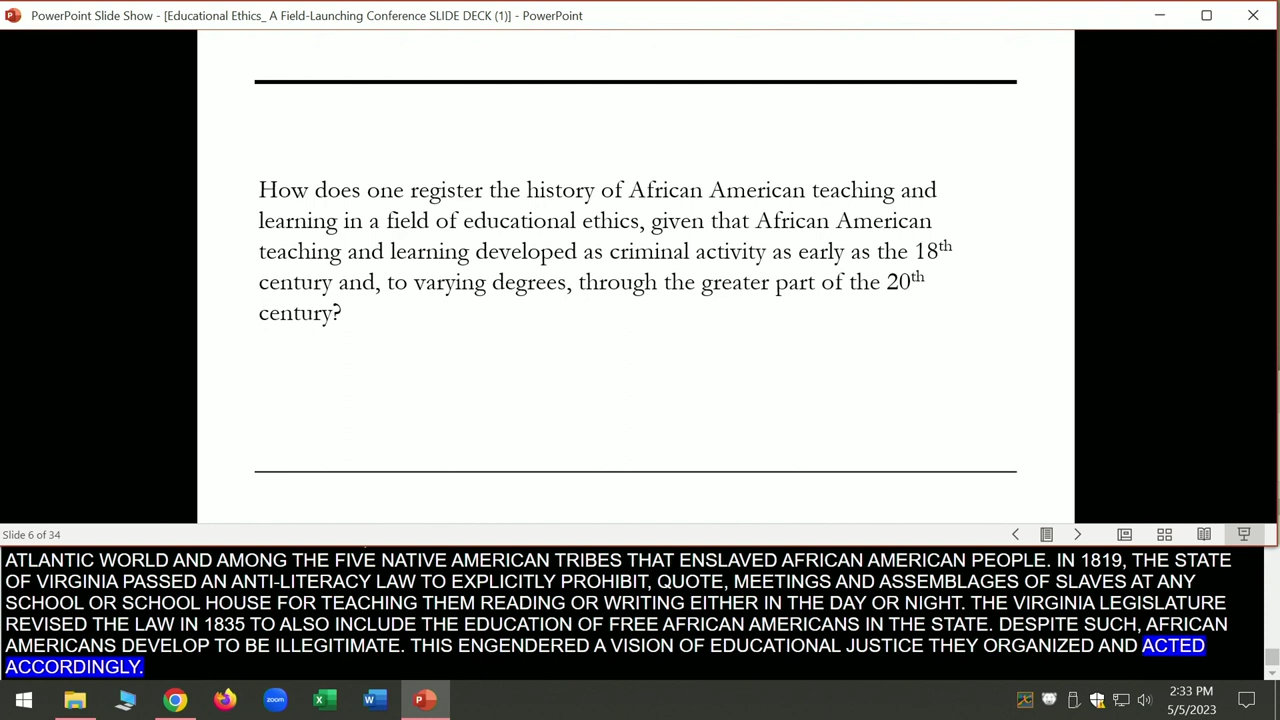 PowerPoint Slide Show - [Educational Ethics_ A Field-Launching Conference SLIDE DECK (1)] - PowerPoint
How does one register the history of African American teaching and
learning in a field of educational ethics, given that African American
teaching and learning developed as criminal activity as early as the 18th
century and, to varying degrees, through the greater part of the 20th
century?
Slide 6 of 34
ATLANTIC WORLD AND AMONG THE FIVE NATIVE AMERICAN TRIBES THAT ENSLAVED AFRICAN AMERICAN PEOPLE. IN 1819, THE STATE
OF VIRGINIA PASSED AN ANTI-LITERACY LAW TO EXPLICITLY PROHIBIT, QUOTE, MEETINGS AND ASSEMBLAGES OF SLAVES AT ANY
SCHOOL OR SCHOOL HOUSE FOR TEACHING THEM READING OR WRITING EITHER IN THE DAY OR NIGHT. THE VIRGINIA LEGISLATURE
REVISED THE LAW IN 1835 TO ALSO INCLUDE THE EDUCATION OF FREE AFRICAN AMERICANS IN THE STATE. DESPITE SUCH, AFRICAN
AMERICANS DEVELOP TO BE ILLEGITIMATE. THIS ENGENDERED A VISION OF EDUCATIONAL JUSTICE THEY ORGANIZED AND ACTED
ACCORDINGLY.
zoom
2:33 PM
5/5/2023